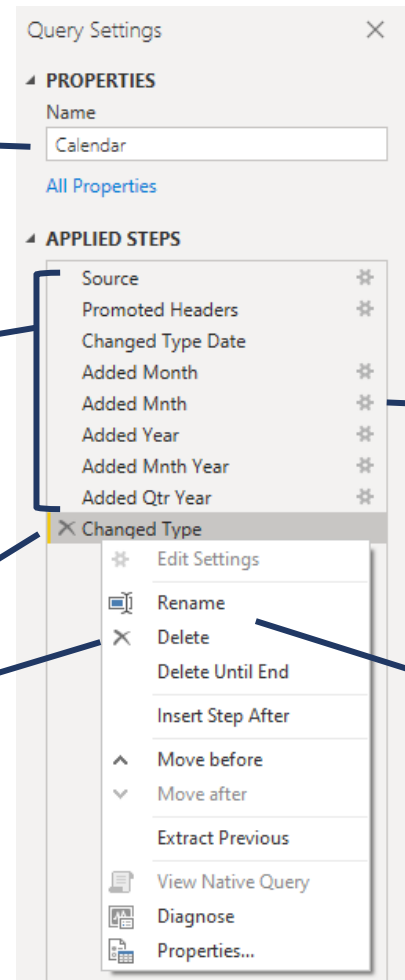 Query Settings
PROPERTIES
Name
Calendar
All Properties
APPLIED STEPS
Source
Promoted Headers
Changed Type Date
Added Month
Added Mnth
Added Year
Added Mnth Year
Added Qtr Year
Changed Type
Edit Settings
Rename
Delete
Delete Until End
Insert Step After
Move before
Move after
Extract Previous
View Native Query
Diagnose
Properties...